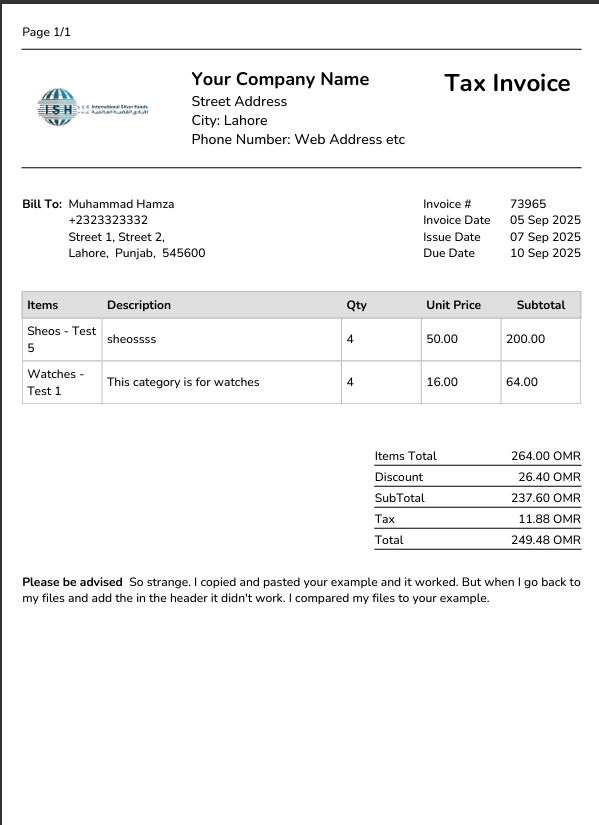 Page 1/1
ISH
International Silver Hands
Your Company Name
Street Address
City: Lahore
Phone Number: Web Address etc
Tax Invoice
Bill To: Muhammad Hamza
+2323323332
Street 1, Street 2,
Lahore, Punjab, 545600
Invoice # 73965
Invoice Date 05 Sep 2025
Issue Date 07 Sep 2025
Due Date 10 Sep 2025
Items Description Qty Unit Price Subtotal
Sheos - Test
5
sheossss 4 50.00 200.00
Watches -
Test 1
This category is for watches 4 16.00 64.00
Items Total 264.00 OMR
Discount 26.40 OMR
SubTotal 237.60 OMR
Tax 11.88 OMR
Total 249.48 OMR
Please be advised So strange. I copied and pasted your example and it worked. But when I go back to
my files and add the in the header it didn't work. I compared my files to your example.